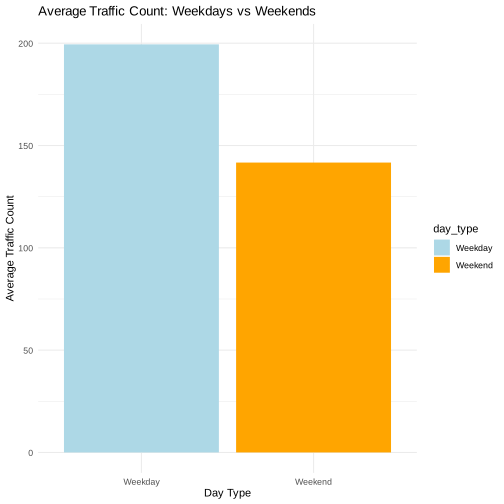 Average Traffic Count: Weekdays vs Weekends
Average Traffic Count
200
150
100
50
0
Weekday
Weekend
Day Type
day_type
Weekday
Weekend